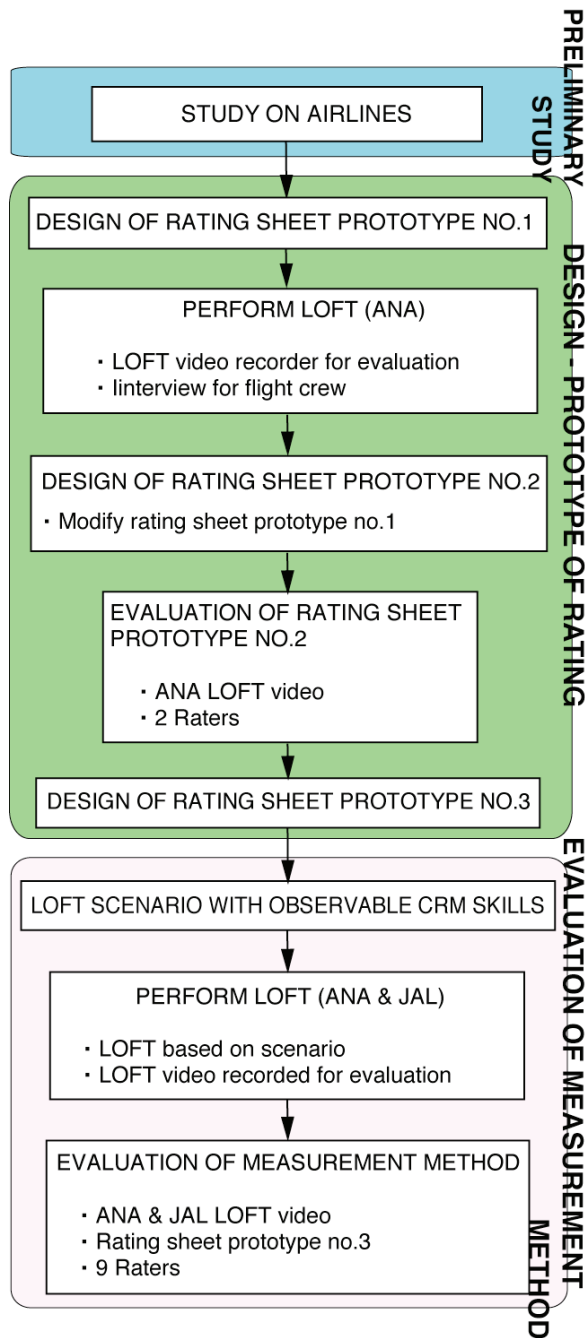 PRELIMINARY
STUDY
STUDY ON AIRLINES
DESIGN - PROTOTYPE OF RATING
DESIGN OF RATING SHEET PROTOTYPE NO.1
PERFORM LOFT (ANA)
・LOFT video recorder for evaluation
・Iinterview for flight crew
DESIGN OF RATING SHEET PROTOTYPE NO.2
・Modify rating sheet prototype no.1
EVALUATION OF RATING SHEET
PROTOTYPE NO.2
・ANA LOFT video
・2 Raters
DESIGN OF RATING SHEET PROTOTYPE NO.3
EVALUATION OF MEASUREMENT
METHOD
LOFT SCENARIO WITH OBSERVABLE CRM SKILLS
PERFORM LOFT (ANA & JAL)
・LOFT based on scenario
・LOFT video recorded for evaluation
EVALUATION OF MEASUREMENT METHOD
・ANA & JAL LOFT video
・Rating sheet prototype no.3
・9 Raters